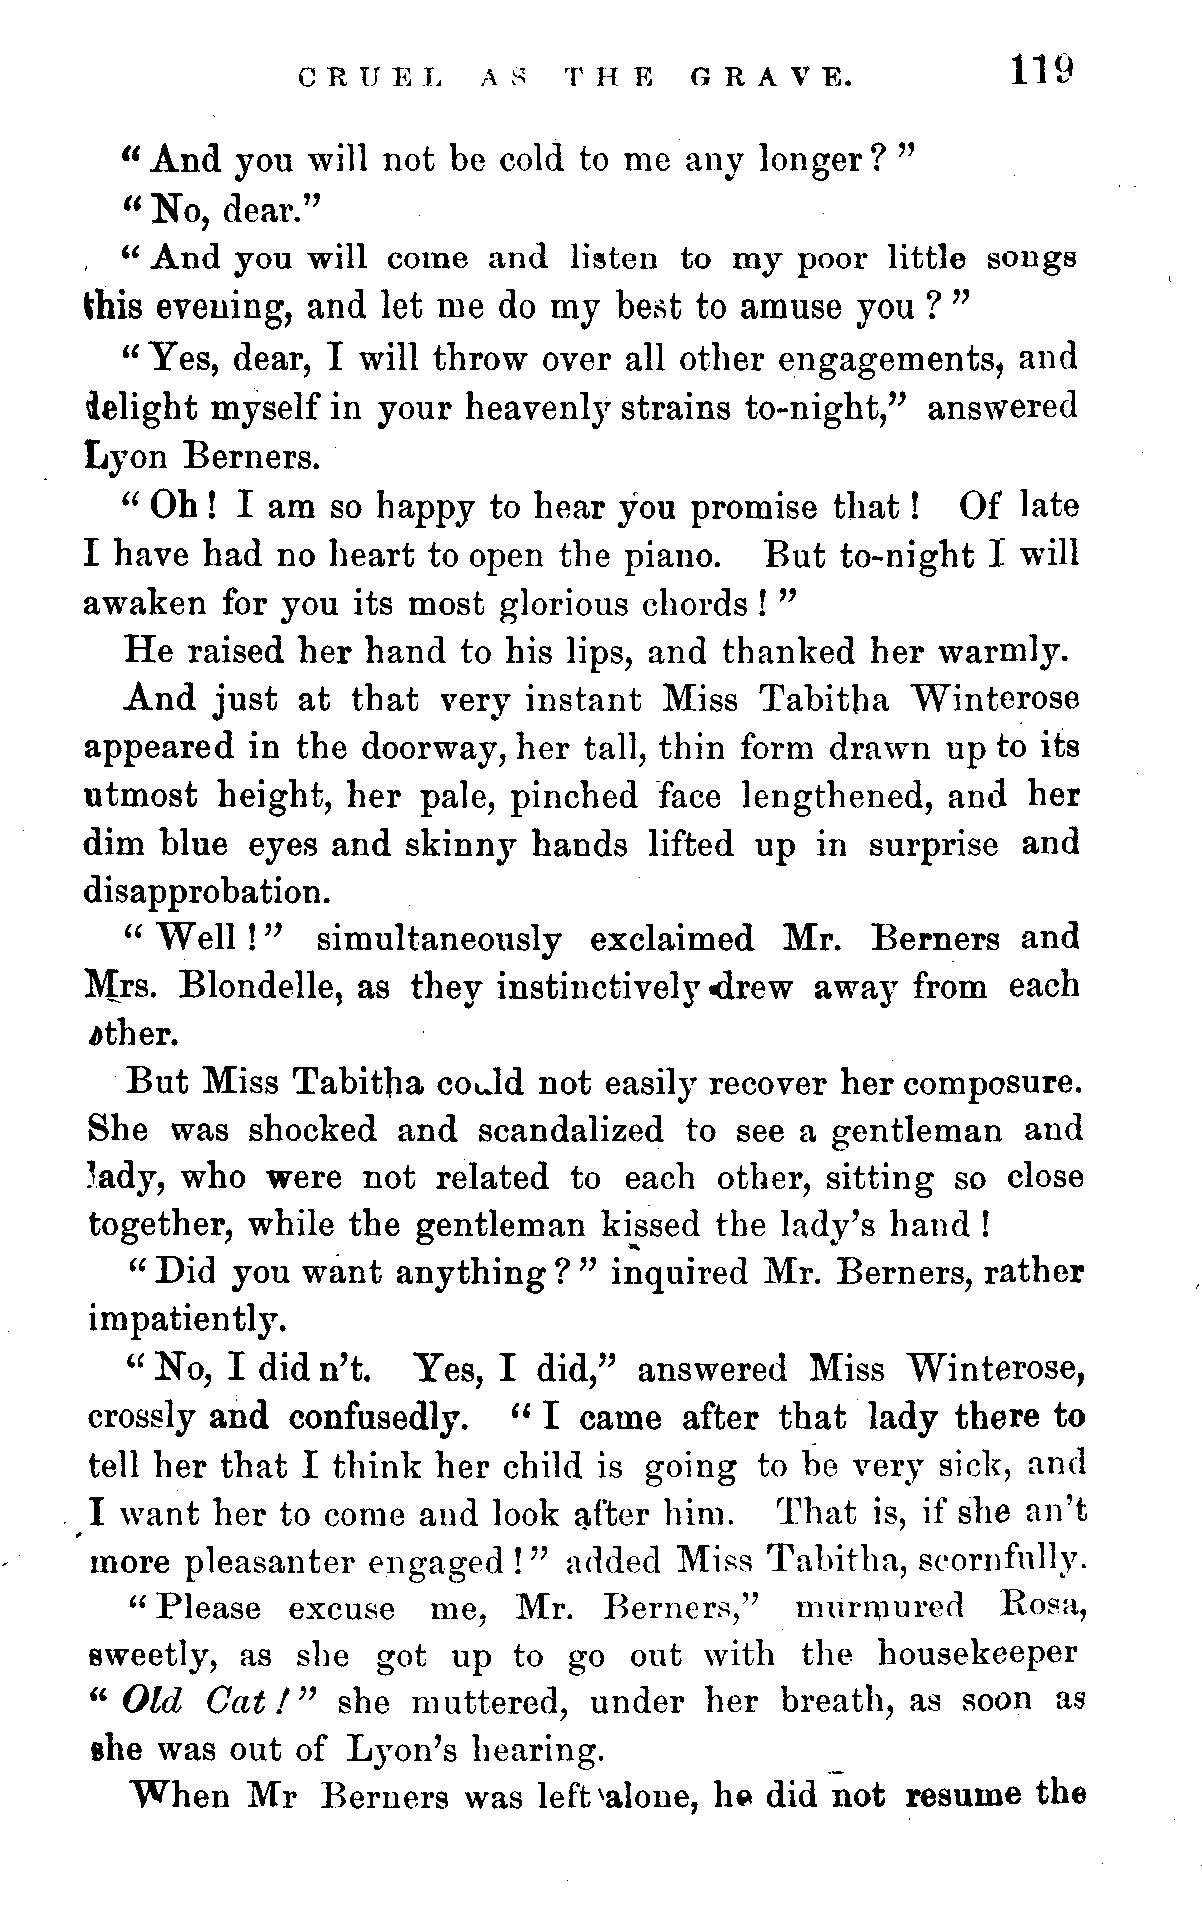 CRUEL AS THE GRAVE. 119
"And you will not be cold to me any longer?"
"No, dear."
"And you will come and listen to my poor little songs
this evening, and let me do my best to amuse you?"
"Yes, dear, I will throw over all other engagements, and
delight myself in your heavenly strains to-night," answered
Lyon Berners.
"Oh! I am so happy to hear you promise that! Of late
I have had no heart to open the piano. But to-night I will
awaken for you its most glorious chords!"
He raised her hand to his lips, and thanked her warmly.
And just at that very instant Miss Tabitha Winterose
appeared in the doorway, her tall, thin form drawn up to its
utmost height, her pale, pinched face lengthened, and her
dim blue eyes and skinny hands lifted up in surprise and
disapprobation.
"Well!" simultaneously exclaimed Mr. Berners and
Mrs. Blondelle, as they instinctively drew away from each
other.
But Miss Tabitha could not easily recover her composure.
She was shocked and scandalized to see a gentleman and
lady, who were not related to each other, sitting so close
together, while the gentleman kissed the lady's hand!
"Did you want anything?" inquired Mr. Berners, rather
impatiently.
"No, I didn't. Yes, I did," answered Miss Winterose,
crossly and confusedly. "I came after that lady there to
tell her that I think her child is going to be very sick, and
I want her to come and look after him. That is, if she an't
more pleasanter engaged!" added Miss Tabitha, scornfully.
"Please excuse me, Mr. Berners," murmured Rosa,
sweetly, as she got up to go out with the housekeeper
"Old Cat!" she muttered, under her breath, as soon as
she was out of Lyon's hearing.
When Mr Berners was left alone, he did not resume the